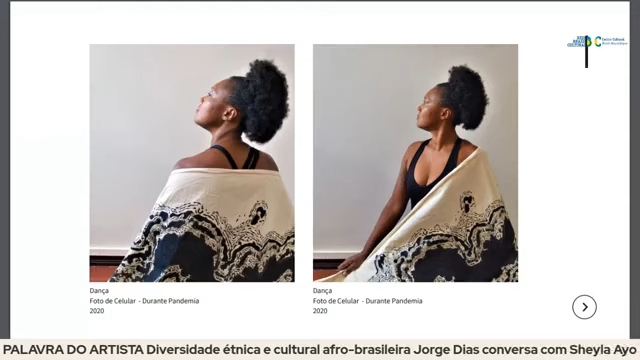 Dança
Foto de Celular - Durante Pandemia
2020
Dança
Foto de Celular - Durante Pandemia
2020
PALAVRA DO ARTISTA Diversidade étnica e cultural afro-brasileira Jorge Dias conversa com Sheyla Ayo